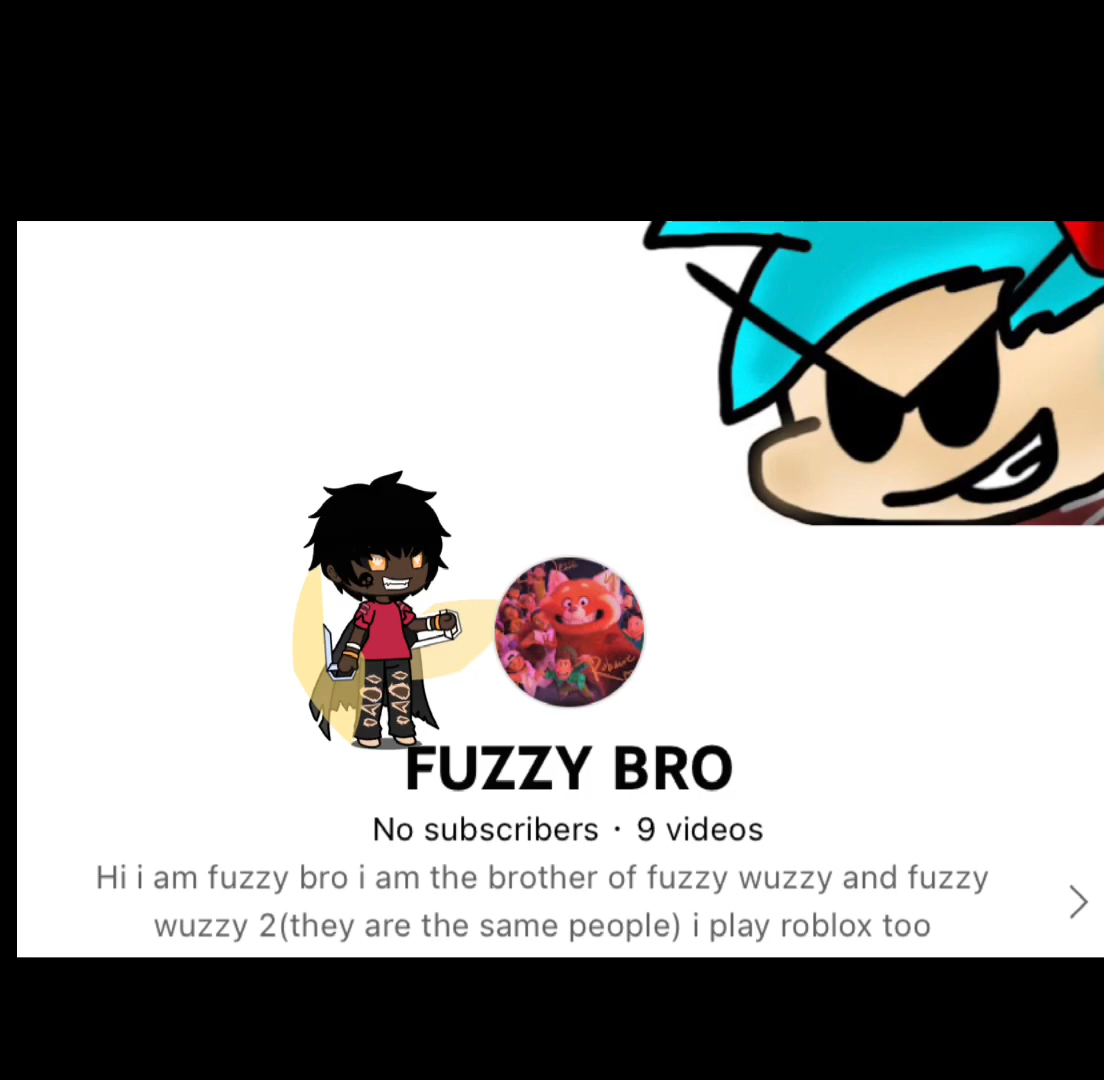 FUZZY BRO
No subscribers · 9 videos
Hi i am fuzzy bro i am the brother of fuzzy wuzzy and fuzzy
wuzzy 2(they are the same people) i play roblox too